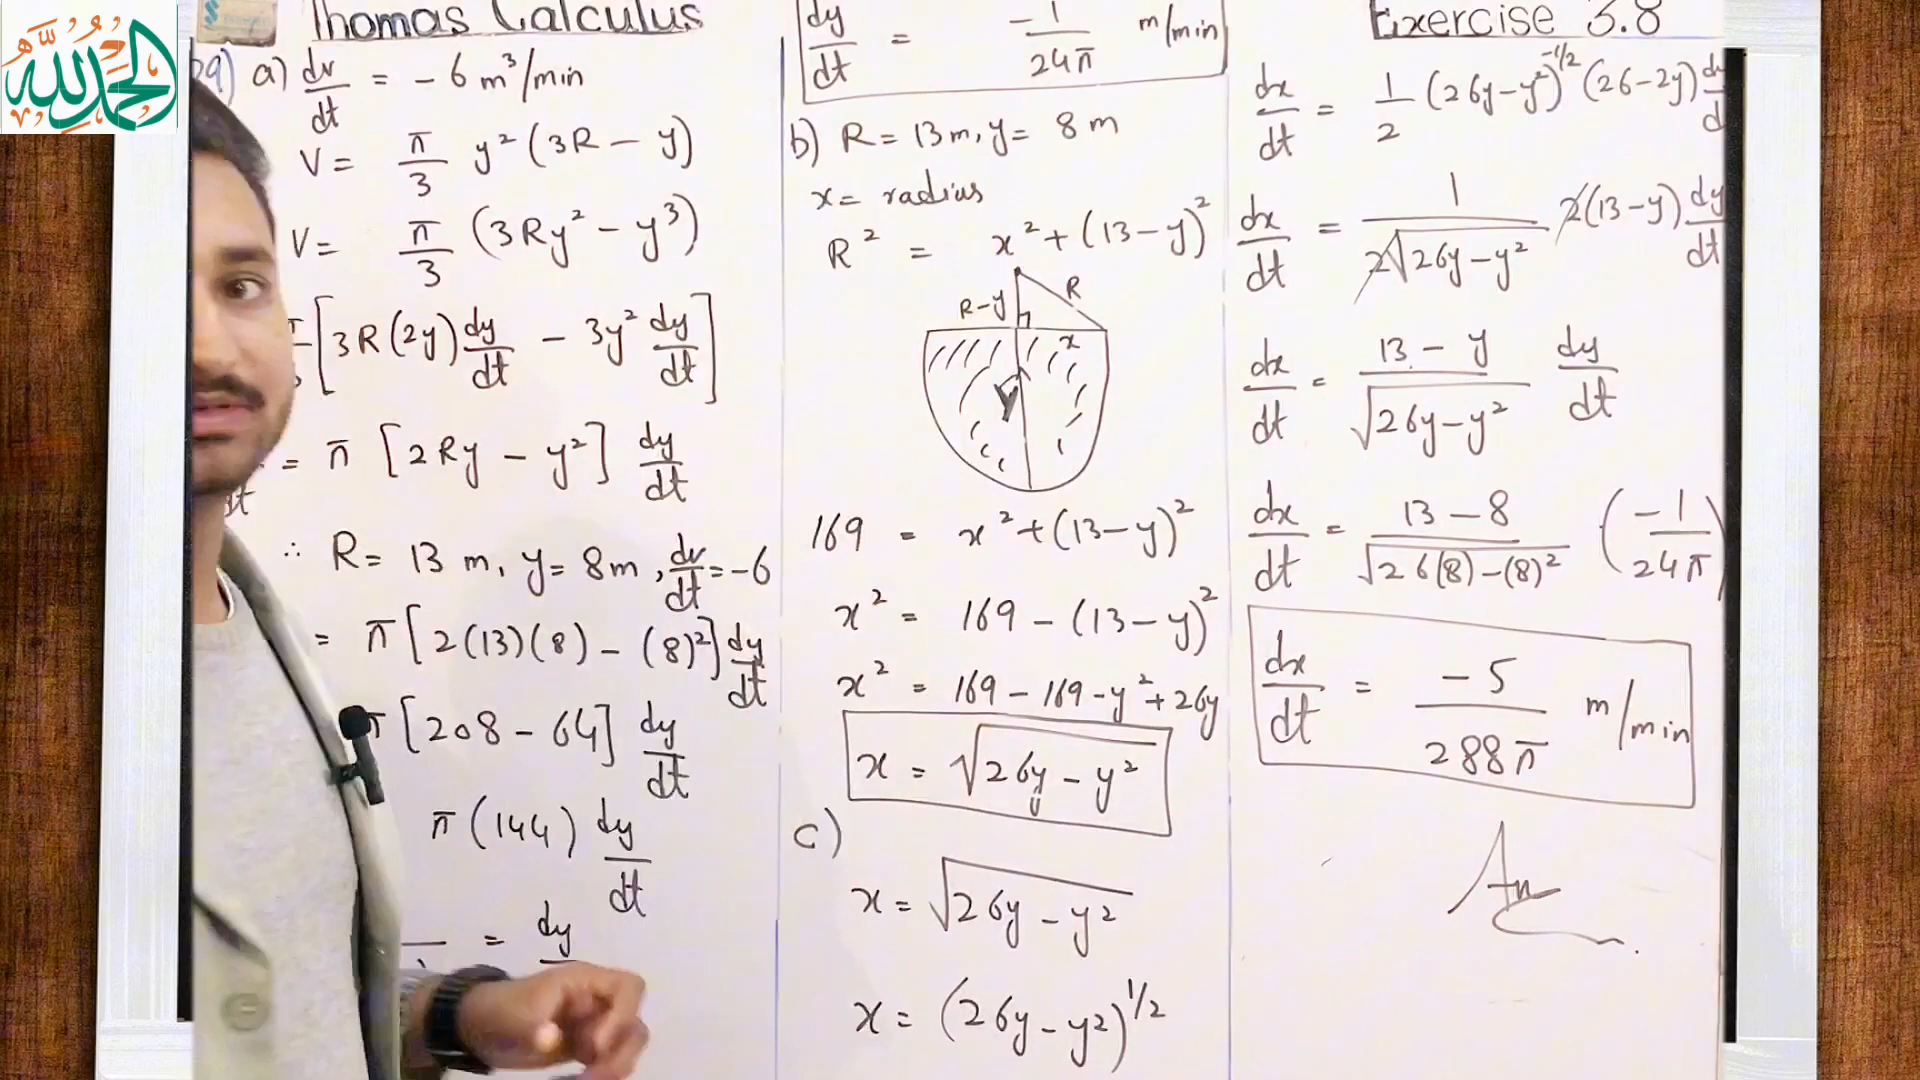 الحمد لله
Thomas Calculus
29) a) dv/dt = - 6 m³/min
V = π/3 y² (3R - y)
V = π/3 (3Ry² - y³)
[3R(2y) dy/dt - 3y² dy/dt]
= π [2Ry - y²] dy/dt
∴ R = 13 m, y = 8m, dv/dt = -6
= π [2(13)(8) - (8)²] dy/dt
π [208 - 64] dy/dt
π (144) dy/dt
= dy
dy/dt = -1/24π m/min
b) R = 13 m, y = 8 m
x = radius
R² = x² + (13 - y)²
R-y R
x
y
169 = x² + (13 - y)²
x² = 169 - (13 - y)²
x² = 169 - 169 - y² + 26y
x = √26y - y²
c)
x = √26y - y²
x = (26y - y²)^1/2
Exercise 3.8
dx/dt = 1/2 (26y - y²)^-1/2 (26 - 2y) dy/d
dx/dt = 1/2√26y - y² 2(13 - y) dy/dt
dx/dt = 13 - y/√26y - y² dy/dt
dx/dt = 13 - 8/√26(8) - (8)² (-1/24π)
dx/dt = -5/288π m/min
Ans